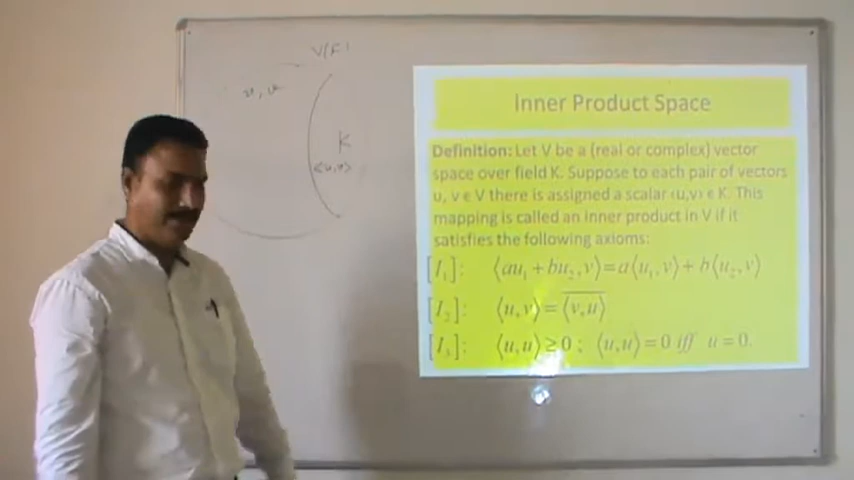 V(F)
u, v
K
<u,v>
Inner Product Space
Definition: Let V be a (real or complex) vector
space over field K. Suppose to each pair of vectors
u, v ϵ V there is assigned a scalar ‹u,v› ϵ K. This
mapping is called an inner product in V if it
satisfies the following axioms:
[I₁]: ⟨au₁ + bu₂, v⟩ = a⟨u₁, v⟩ + b⟨u₂, v⟩
[I₂]: ⟨u, v⟩ = \overline{⟨v, u⟩}
[I₃]: ⟨u, u⟩ ≥ 0 ; ⟨u, u⟩ = 0 iff u = 0.